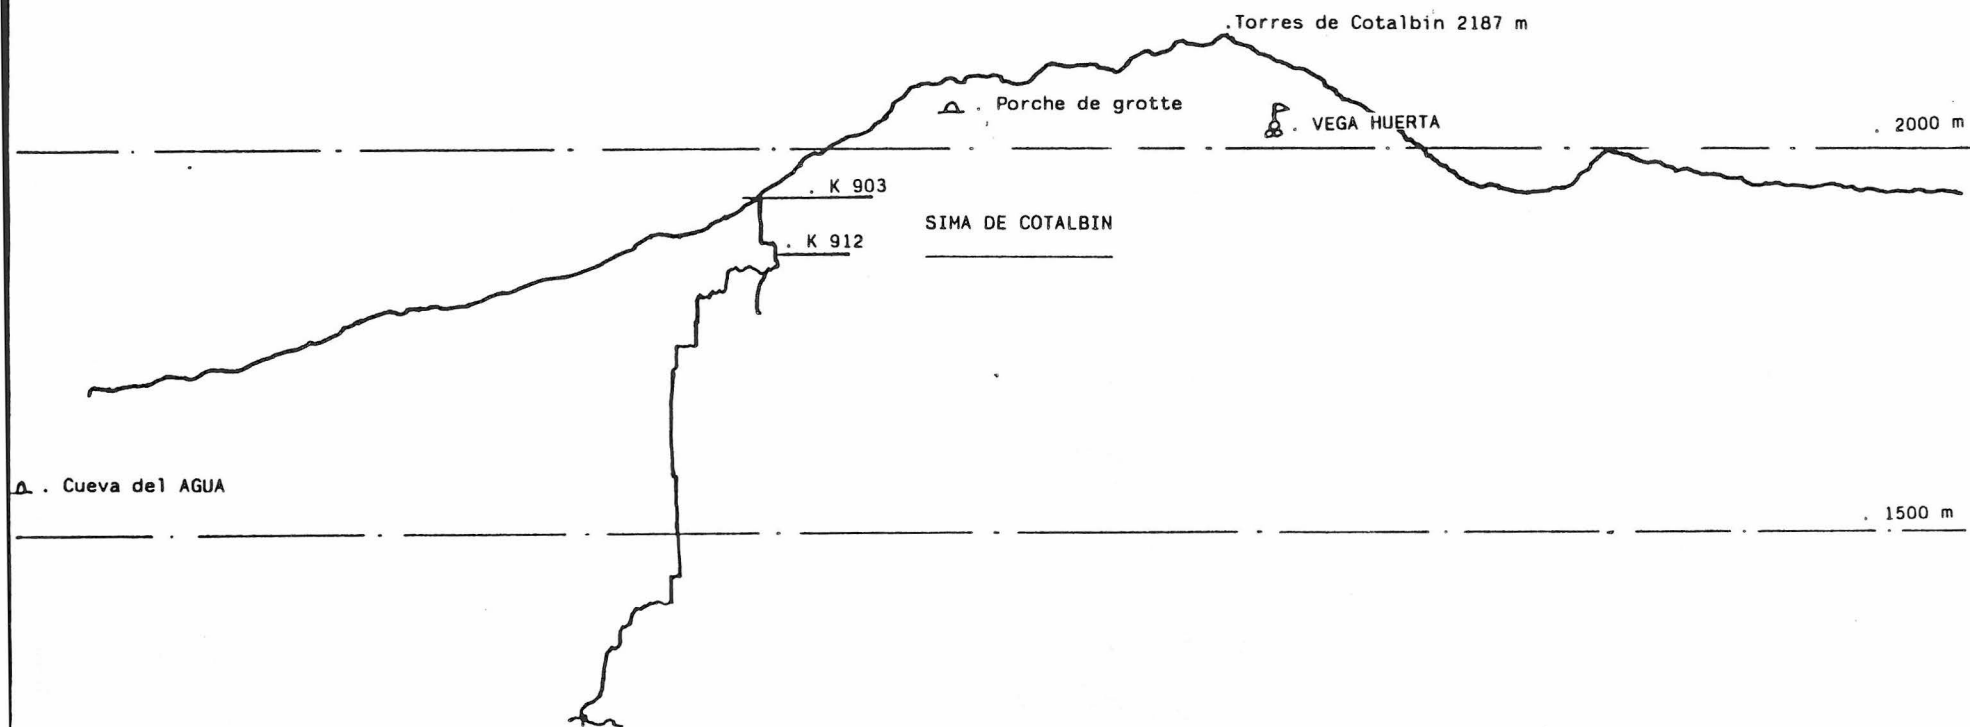 .Torres de Cotalbin 2187 m
. Porche de grotte
. VEGA HUERTA
. 2000 m
. K 903
SIMA DE COTALBIN
. K 912
. Cueva del AGUA
. 1500 m